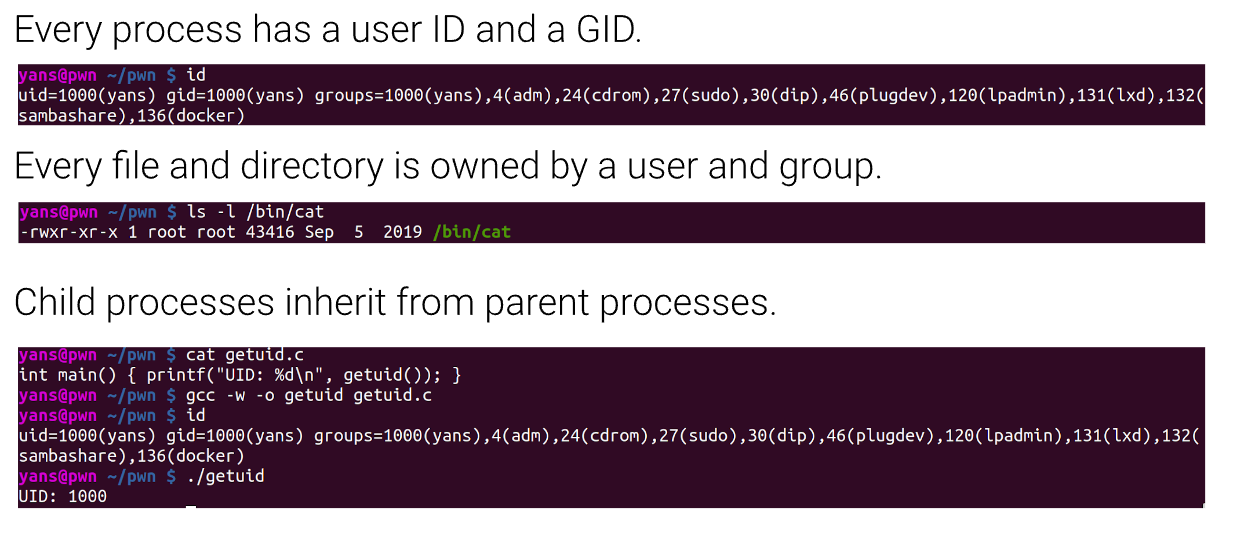 Every process has a user ID and a GID.
yans@pwn ~/pwn $ id
uid=1000(yans) gid=1000(yans) groups=1000(yans),4(adm),24(cdrom),27(sudo),30(dip),46(plugdev),120(lpadmin),131(lxd),132(
sambashare),136(docker)
Every file and directory is owned by a user and group.
yans@pwn ~/pwn $ ls -l /bin/cat
-rwxr-xr-x 1 root root 43416 Sep  5  2019 /bin/cat
Child processes inherit from parent processes.
yans@pwn ~/pwn $ cat getuid.c
int main() { printf("UID: %d\n", getuid()); }
yans@pwn ~/pwn $ gcc -w -o getuid getuid.c
yans@pwn ~/pwn $ id
uid=1000(yans) gid=1000(yans) groups=1000(yans),4(adm),24(cdrom),27(sudo),30(dip),46(plugdev),120(lpadmin),131(lxd),132(
sambashare),136(docker)
yans@pwn ~/pwn $ ./getuid
UID: 1000